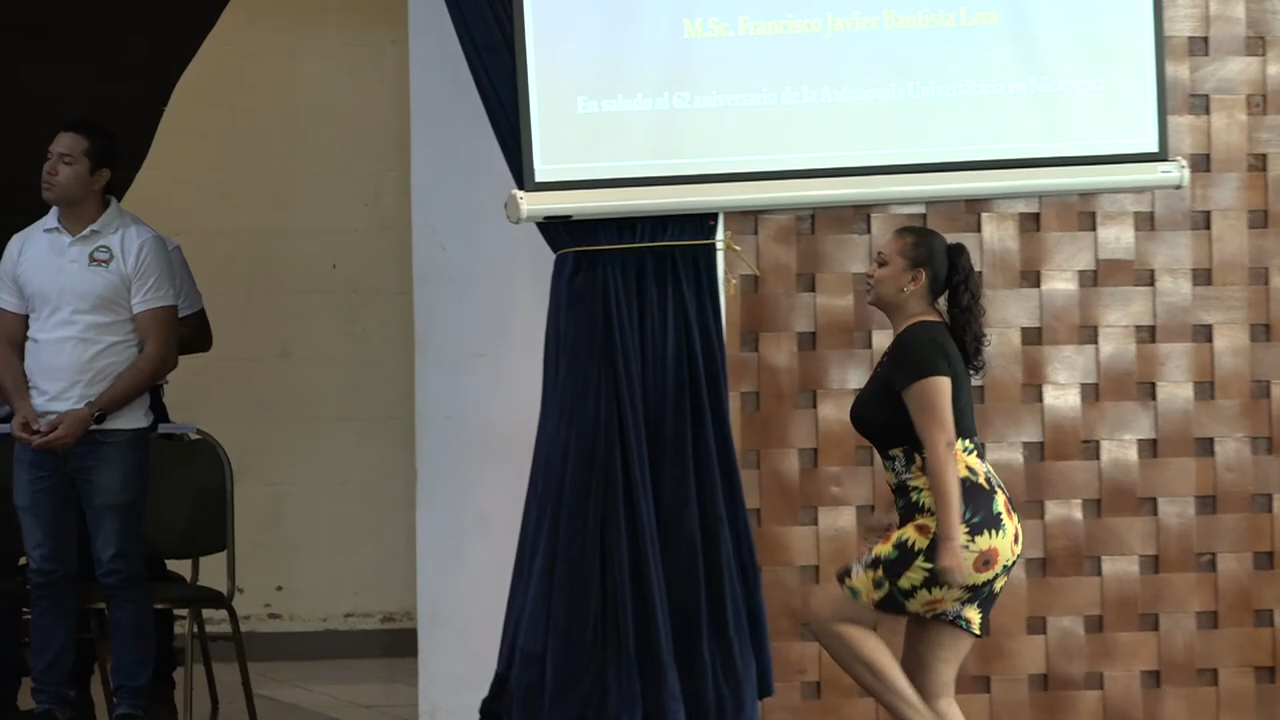 M.Sc. Francisco Javier Bautista Lara
En saludo al 62 aniversario de la Autonomía Universitaria en Nicaragua